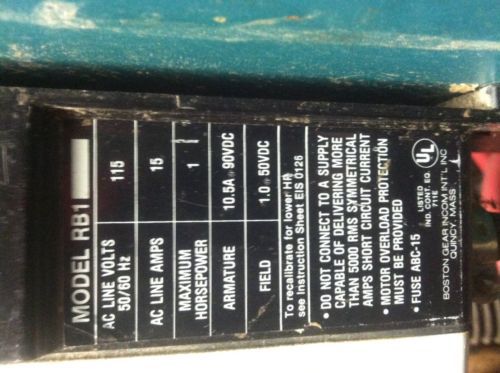 MODEL RB1
AC LINE VOLTS 115
50/60 Hz
AC LINE AMPS 15
MAXIMUM 1
HORSEPOWER
ARMATURE 10.5A@90VDC
FIELD 1.0@50VDC
To recalibrate for lower HP
see Instruction Sheet EIS 0126
• DO NOT CONNECT TO A SUPPLY
CAPABLE OF DELIVERING MORE
THAN 5000 RMS SYMMETRICAL
AMPS SHORT CIRCUIT CURRENT
• MOTOR OVERLOAD PROTECTION
MUST BE PROVIDED
• FUSE ABC-15
UL
LISTED
IND. CONT. EQ.
711E
BOSTON GEAR INCOM INT'L INC
QUINCY, MASS